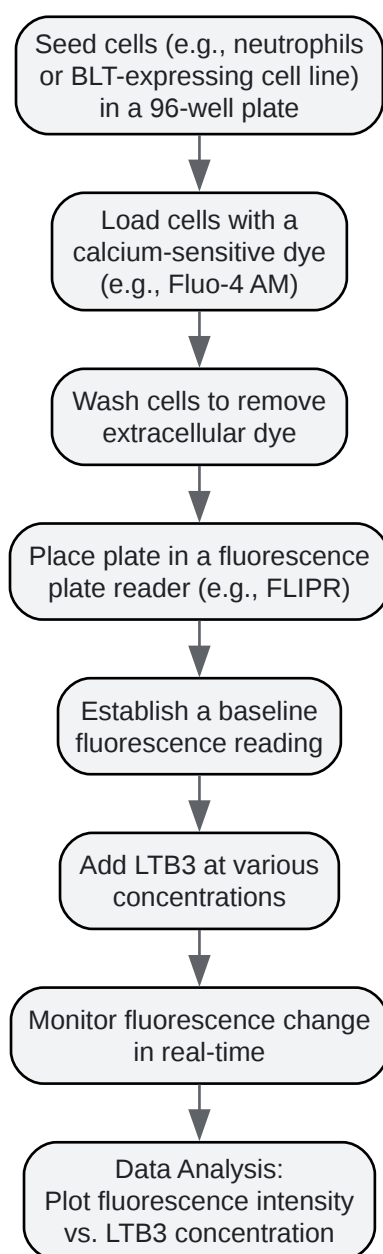 Seed cells (e.g., neutrophils
or BLT-expressing cell line)
in a 96-well plate
Load cells with a
calcium-sensitive dye
(e.g., Fluo-4 AM)
Wash cells to remove
extracellular dye
Place plate in a fluorescence
plate reader (e.g., FLIPR)
Establish a baseline
fluorescence reading
Add LTB3 at various
concentrations
Monitor fluorescence change
in real-time
Data Analysis:
Plot fluorescence intensity
vs. LTB3 concentration